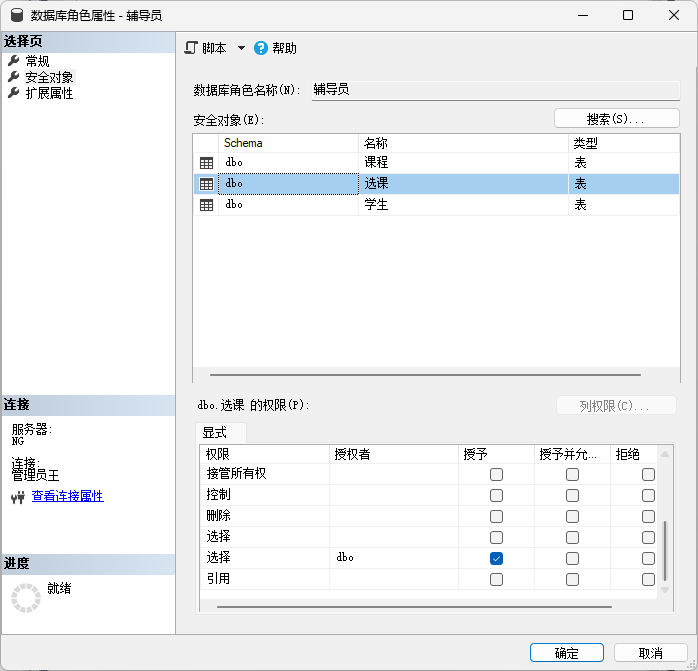 数据库角色属性 - 辅导员
选择页
常规
安全对象
扩展属性
脚本 帮助
数据库角色名称(N): 辅导员
安全对象(E): 搜索(S)...
Schema 名称 类型
dbo 课程 表
dbo 选课 表
dbo 学生 表
连接
服务器:
NG
连接:
管理员王
查看连接属性
进度
就绪
dbo.选课 的权限(P): 列权限(C)...
显式
权限 授权者 授予 授予并允... 拒绝
接管所有权
控制
删除
选择
选择 dbo
引用
确定 取消